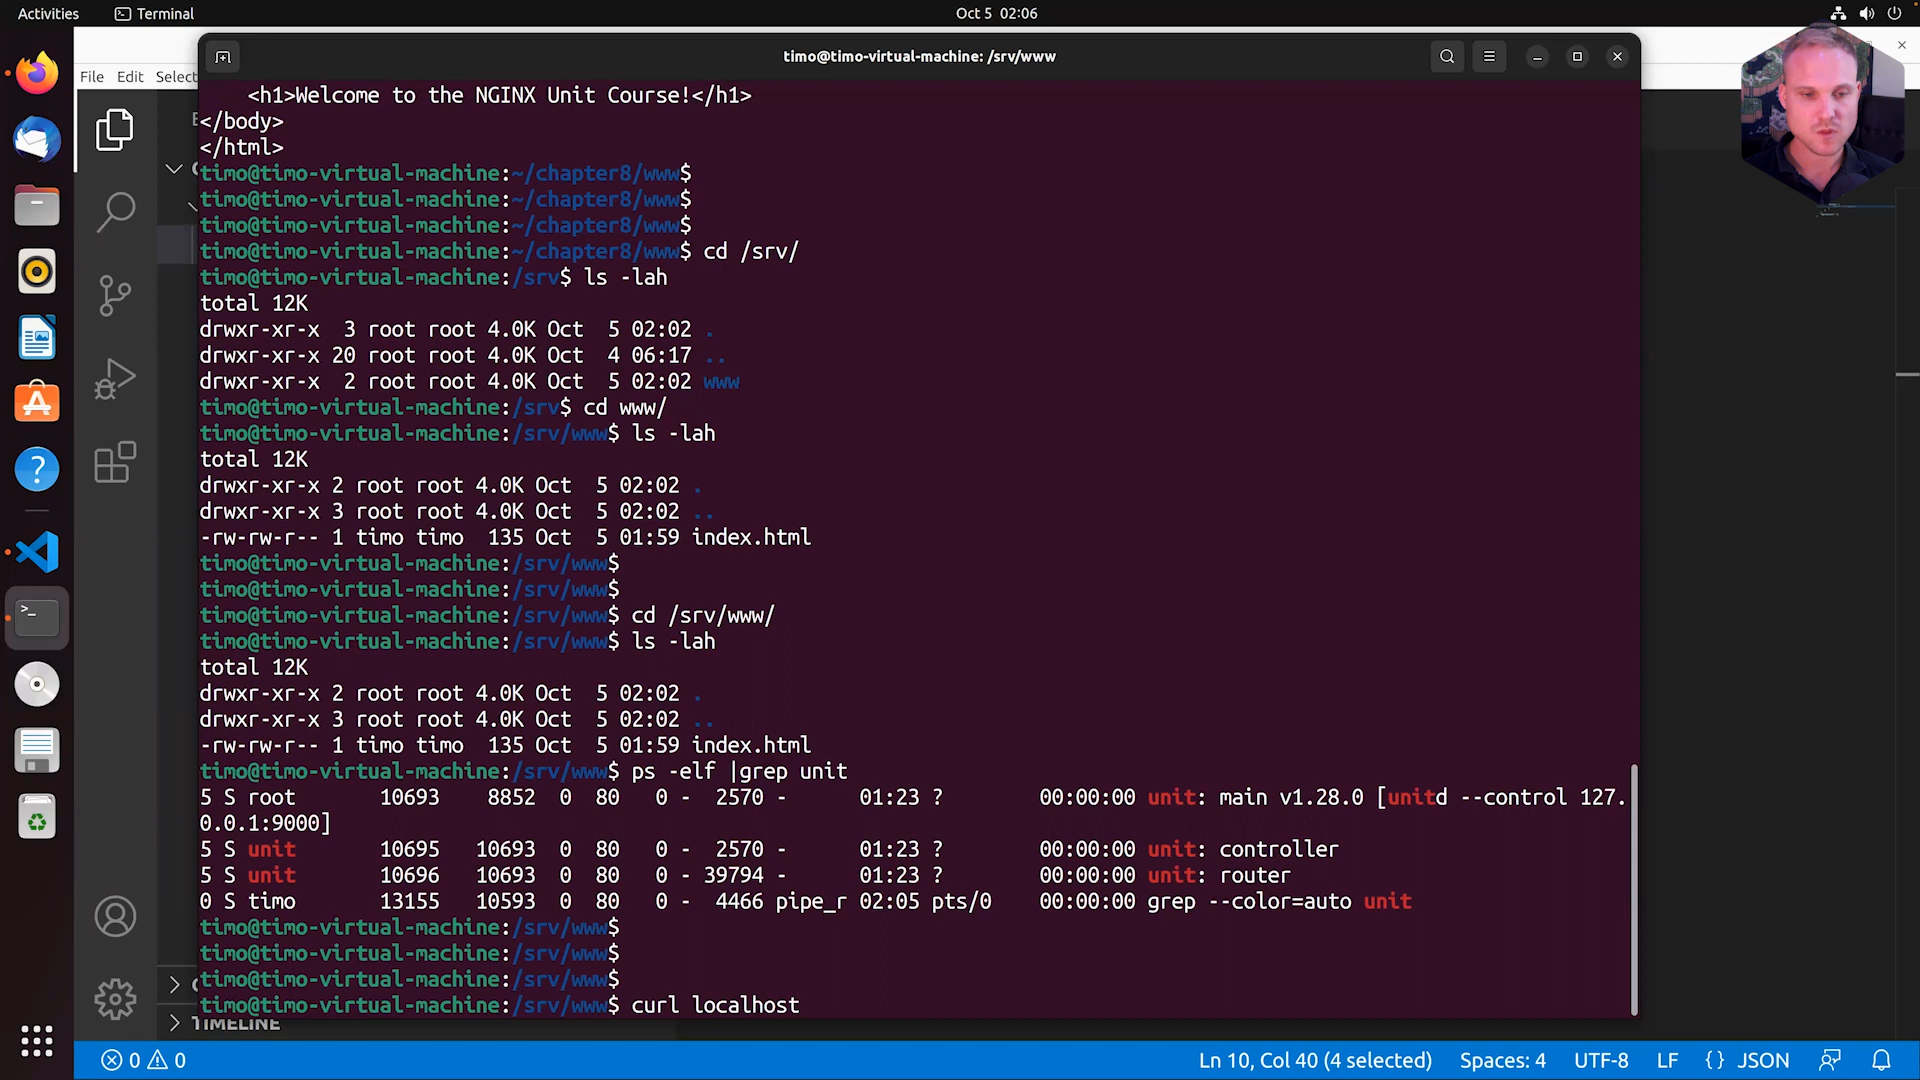 Activities
Terminal
Oct 5 02:06
timo@timo-virtual-machine: /srv/www
File Edit Select
<h1>Welcome to the NGINX Unit Course!</h1>
</body>
</html>
timo@timo-virtual-machine:~/chapter8/www$
timo@timo-virtual-machine:~/chapter8/www$
timo@timo-virtual-machine:~/chapter8/www$
timo@timo-virtual-machine:~/chapter8/www$ cd /srv/
timo@timo-virtual-machine:/srv$ ls -lah
total 12K
drwxr-xr-x  3 root root 4.0K Oct  5 02:02 .
drwxr-xr-x 20 root root 4.0K Oct  4 06:17 ..
drwxr-xr-x  2 root root 4.0K Oct  5 02:02 www
timo@timo-virtual-machine:/srv$ cd www/
timo@timo-virtual-machine:/srv/www$ ls -lah
total 12K
drwxr-xr-x 2 root root 4.0K Oct  5 02:02 .
drwxr-xr-x 3 root root 4.0K Oct  5 02:02 ..
-rw-rw-r-- 1 timo timo  135 Oct  5 01:59 index.html
timo@timo-virtual-machine:/srv/www$
timo@timo-virtual-machine:/srv/www$
timo@timo-virtual-machine:/srv/www$ cd /srv/www/
timo@timo-virtual-machine:/srv/www$ ls -lah
total 12K
drwxr-xr-x 2 root root 4.0K Oct  5 02:02 .
drwxr-xr-x 3 root root 4.0K Oct  5 02:02 ..
-rw-rw-r-- 1 timo timo  135 Oct  5 01:59 index.html
timo@timo-virtual-machine:/srv/www$ ps -elf |grep unit
5 S root       10693    8852  0  80   0 -  2570 -      01:23 ?        00:00:00 unit: main v1.28.0 [unitd --control 127.
0.0.1:9000]
5 S unit       10695   10693  0  80   0 -  2570 -      01:23 ?        00:00:00 unit: controller
5 S unit       10696   10693  0  80   0 - 39794 -      01:23 ?        00:00:00 unit: router
0 S timo       13155   10593  0  80   0 -  4466 pipe_r 02:05 pts/0    00:00:00 grep --color=auto unit
timo@timo-virtual-machine:/srv/www$
timo@timo-virtual-machine:/srv/www$
timo@timo-virtual-machine:/srv/www$
timo@timo-virtual-machine:/srv/www$ curl localhost
TIMELINE
0 0
Ln 10, Col 40 (4 selected)
Spaces: 4
UTF-8
LF
{ } JSON